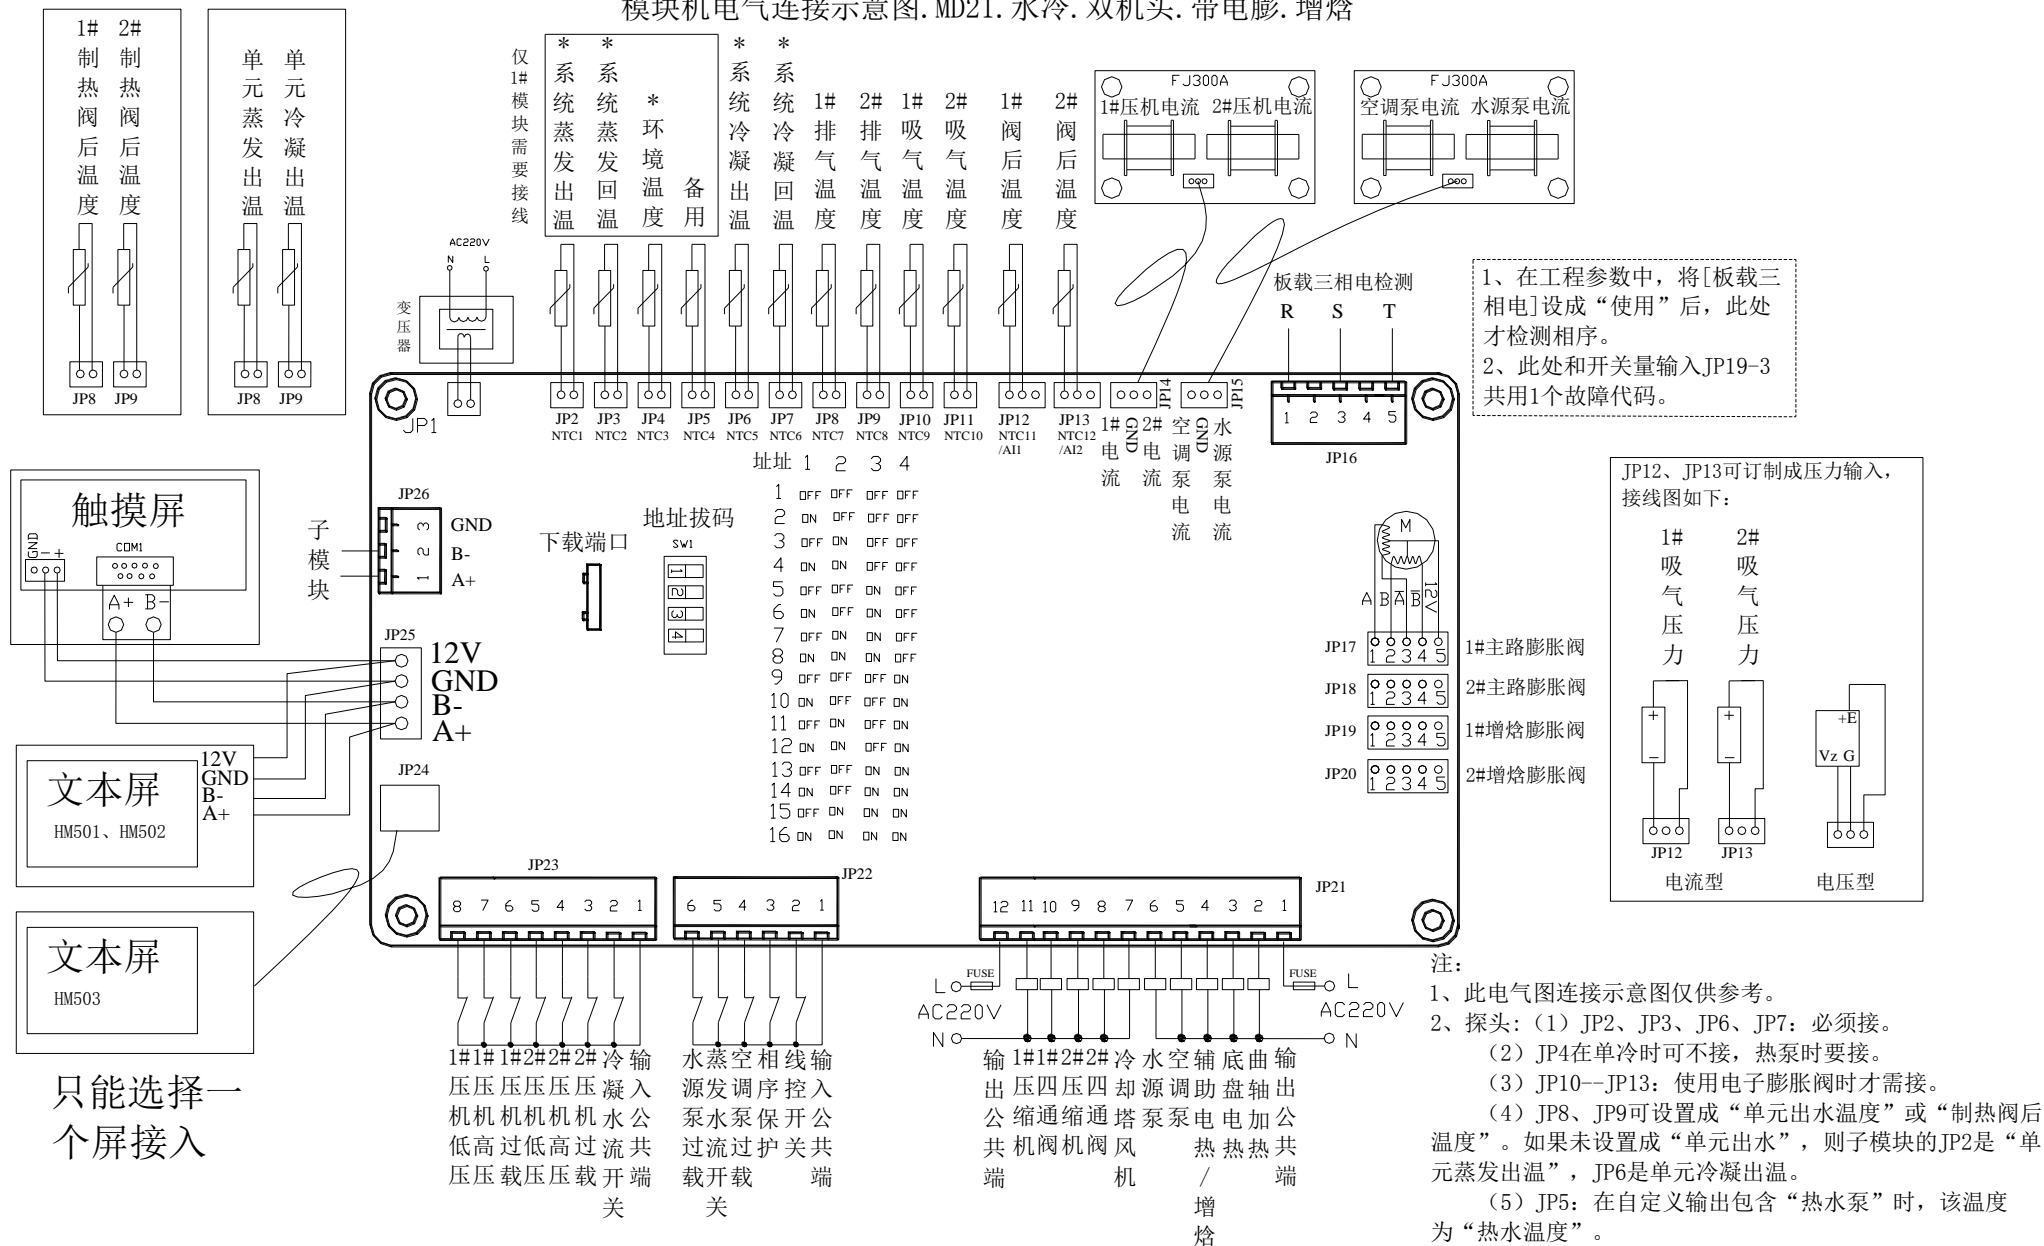 模块机电气连接示意图.MD21.水冷.双机头.带电膨.增焓
1#制热阀后温度
2#制热阀后温度
JP8
JP9
单元蒸发出温
单元冷凝出温
JP8
JP9
仅1#模块需要接线
*系统蒸发出温
*系统蒸发回温
*环境温度
备用
*系统冷凝出温
*系统冷凝回温
1#排气温度
2#排气温度
1#吸气温度
2#吸气温度
1#阀后温度
2#阀后温度
FJ300A
1#压机电流 2#压机电流
FJ300A
空调泵电流 水源泵电流
AC220V
N L
变压器
JP1
JP2
NTC1
JP3
NTC2
JP4
NTC3
JP5
NTC4
JP6
NTC5
JP7
NTC6
JP8
NTC7
JP9
NTC8
JP10
NTC9
JP11
NTC10
JP12
NTC11
/AI1
JP13
NTC12
/AI2
JP14
1#电流
GND
2#电流
JP15
空调泵电流
GND
水源泵电流
板载三相电检测
R S T
1 2 3 4 5
JP16
1、在工程参数中，将[板载三
相电]设成“使用”后，此处
才检测相序。
2、此处和开关量输入JP19-3
共用1个故障代码。
触摸屏
GND
-
+
COM1
A+ B-
JP26
子模块
3 GND
2 B-
1 A+
JP25
12V
GND
B-
A+
文本屏
HM501、HM502
12V
GND
B-
A+
JP24
文本屏
HM503
只能选择一
个屏接入
下载端口
地址拔码
SW1
1
2
3
4
址址 1 2 3 4
1 OFF OFF OFF OFF
2 ON OFF OFF OFF
3 OFF ON OFF OFF
4 ON ON OFF OFF
5 OFF OFF ON OFF
6 ON OFF ON OFF
7 OFF ON ON OFF
8 ON ON ON OFF
9 OFF OFF OFF ON
10 ON OFF OFF ON
11 OFF ON OFF ON
12 ON ON OFF ON
13 OFF OFF ON ON
14 ON OFF ON ON
15 OFF ON ON ON
16 ON ON ON ON
M
A B A B 12V
JP17 1 2 3 4 5 1#主路膨胀阀
JP18 1 2 3 4 5 2#主路膨胀阀
JP19 1 2 3 4 5 1#增焓膨胀阀
JP20 1 2 3 4 5 2#增焓膨胀阀
JP12、JP13可订制成压力输入，
接线图如下：
1#吸气压力
2#吸气压力
+
-
+
-
+E
Vz G
JP12
JP13
电流型
电压型
JP23
8 7 6 5 4 3 2 1
1#压机低压
1#压机高压
1#压机过载
2#压机低压
2#压机高压
2#压机过载
冷凝水流开关
输入公共端
JP22
6 5 4 3 2 1
水源泵过载
蒸发水流开关
空调泵过载
相序保护
线控开关
输入公共端
JP21
12 11 10 9 8 7 6 5 4 3 2 1
L FUSE
AC220V
N
FUSE L
AC220V
N
输出公共端
1#压缩机
1#四通阀
2#压缩机
2#四通阀
冷却塔风机
水源泵
空调泵
辅助电热/增焓
底盘电热
曲轴加热
输出公共端
注：
1、此电气图连接示意图仅供参考。
2、探头:（1）JP2、JP3、JP6、JP7：必须接。
（2）JP4在单冷时可不接，热泵时要接。
（3）JP10--JP13：使用电子膨胀阀时才需接。
（4）JP8、JP9可设置成“单元出水温度”或“制热阀后
温度”。如果未设置成“单元出水”，则子模块的JP2是“单
元蒸发出温”，JP6是单元冷凝出温。
（5）JP5：在自定义输出包含“热水泵”时，该温度
为“热水温度”。